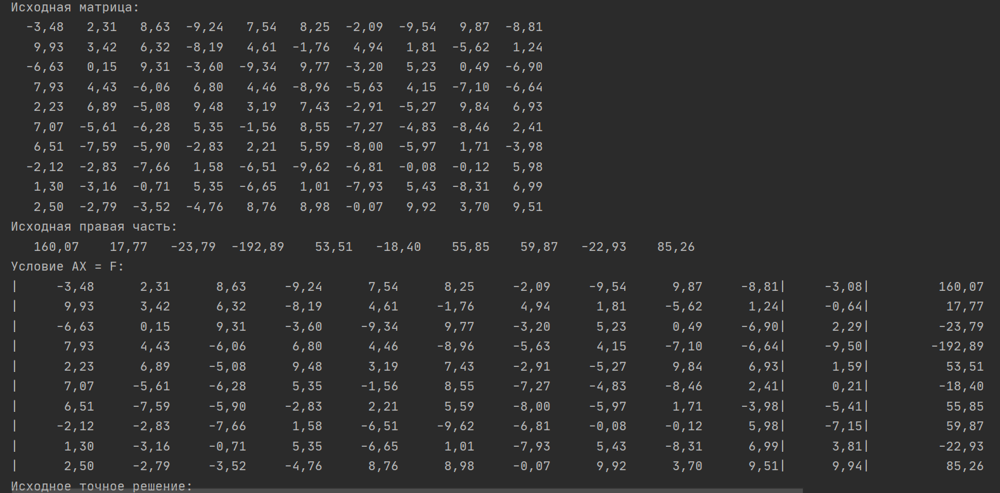 Исходная матрица:
-3,48 2,31 8,63 -9,24 7,54 8,25 -2,09 -9,54 9,87 -8,81
9,93 3,42 6,32 -8,19 4,61 -1,76 4,94 1,81 -5,62 1,24
-6,63 0,15 9,31 -3,60 -9,34 9,77 -3,20 5,23 0,49 -6,90
7,93 4,43 -6,06 6,80 4,46 -8,96 -5,63 4,15 -7,10 -6,64
2,23 6,89 -5,08 9,48 3,19 7,43 -2,91 -5,27 9,84 6,93
7,07 -5,61 -6,28 5,35 -1,56 8,55 -7,27 -4,83 -8,46 2,41
6,51 -7,59 -5,90 -2,83 2,21 5,59 -8,00 -5,97 1,71 -3,98
-2,12 -2,83 -7,66 1,58 -6,51 -9,62 -6,81 -0,08 -0,12 5,98
1,30 -3,16 -0,71 5,35 -6,65 1,01 -7,93 5,43 -8,31 6,99
2,50 -2,79 -3,52 -4,76 8,76 8,98 -0,07 9,92 3,70 9,51
Исходная правая часть:
160,07 17,77 -23,79 -192,89 53,51 -18,40 55,85 59,87 -22,93 85,26
Условие AX = F:
| -3,48 2,31 8,63 -9,24 7,54 8,25 -2,09 -9,54 9,87 -8,81| -3,08| 160,07
| 9,93 3,42 6,32 -8,19 4,61 -1,76 4,94 1,81 -5,62 1,24| -0,64| 17,77
| -6,63 0,15 9,31 -3,60 -9,34 9,77 -3,20 5,23 0,49 -6,90| 2,29| -23,79
| 7,93 4,43 -6,06 6,80 4,46 -8,96 -5,63 4,15 -7,10 -6,64| -9,50| -192,89
| 2,23 6,89 -5,08 9,48 3,19 7,43 -2,91 -5,27 9,84 6,93| 1,59| 53,51
| 7,07 -5,61 -6,28 5,35 -1,56 8,55 -7,27 -4,83 -8,46 2,41| 0,21| -18,40
| 6,51 -7,59 -5,90 -2,83 2,21 5,59 -8,00 -5,97 1,71 -3,98| -5,41| 55,85
| -2,12 -2,83 -7,66 1,58 -6,51 -9,62 -6,81 -0,08 -0,12 5,98| -7,15| 59,87
| 1,30 -3,16 -0,71 5,35 -6,65 1,01 -7,93 5,43 -8,31 6,99| 3,81| -22,93
| 2,50 -2,79 -3,52 -4,76 8,76 8,98 -0,07 9,92 3,70 9,51| 9,94| 85,26
Исходное точное решение: